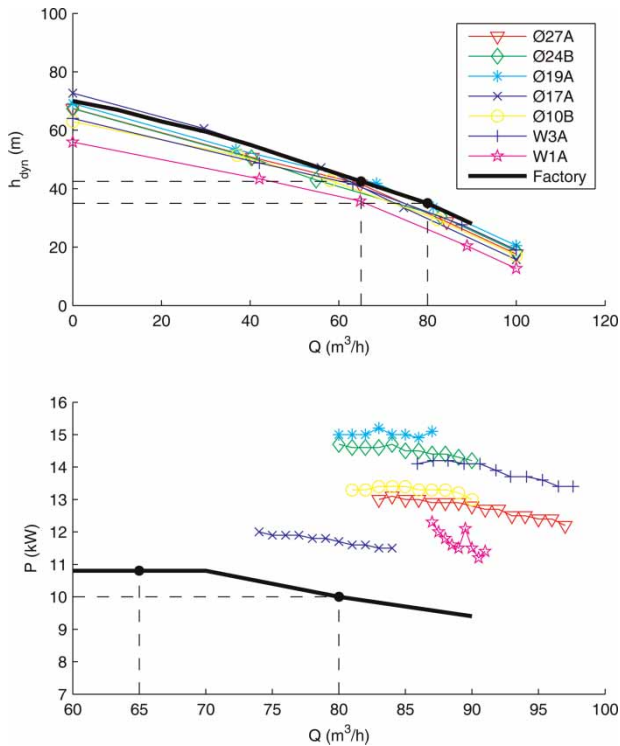 100
80
60
40
20
0
h_dyn (m)
0 20 40 60 80 100 120
Q (m³/h)
Ø27A
Ø24B
Ø19A
Ø17A
Ø10B
W3A
W1A
Factory
16
15
14
13
12
11
10
9
8
7
P (kW)
60 65 70 75 80 85 90 95 100
Q (m³/h)